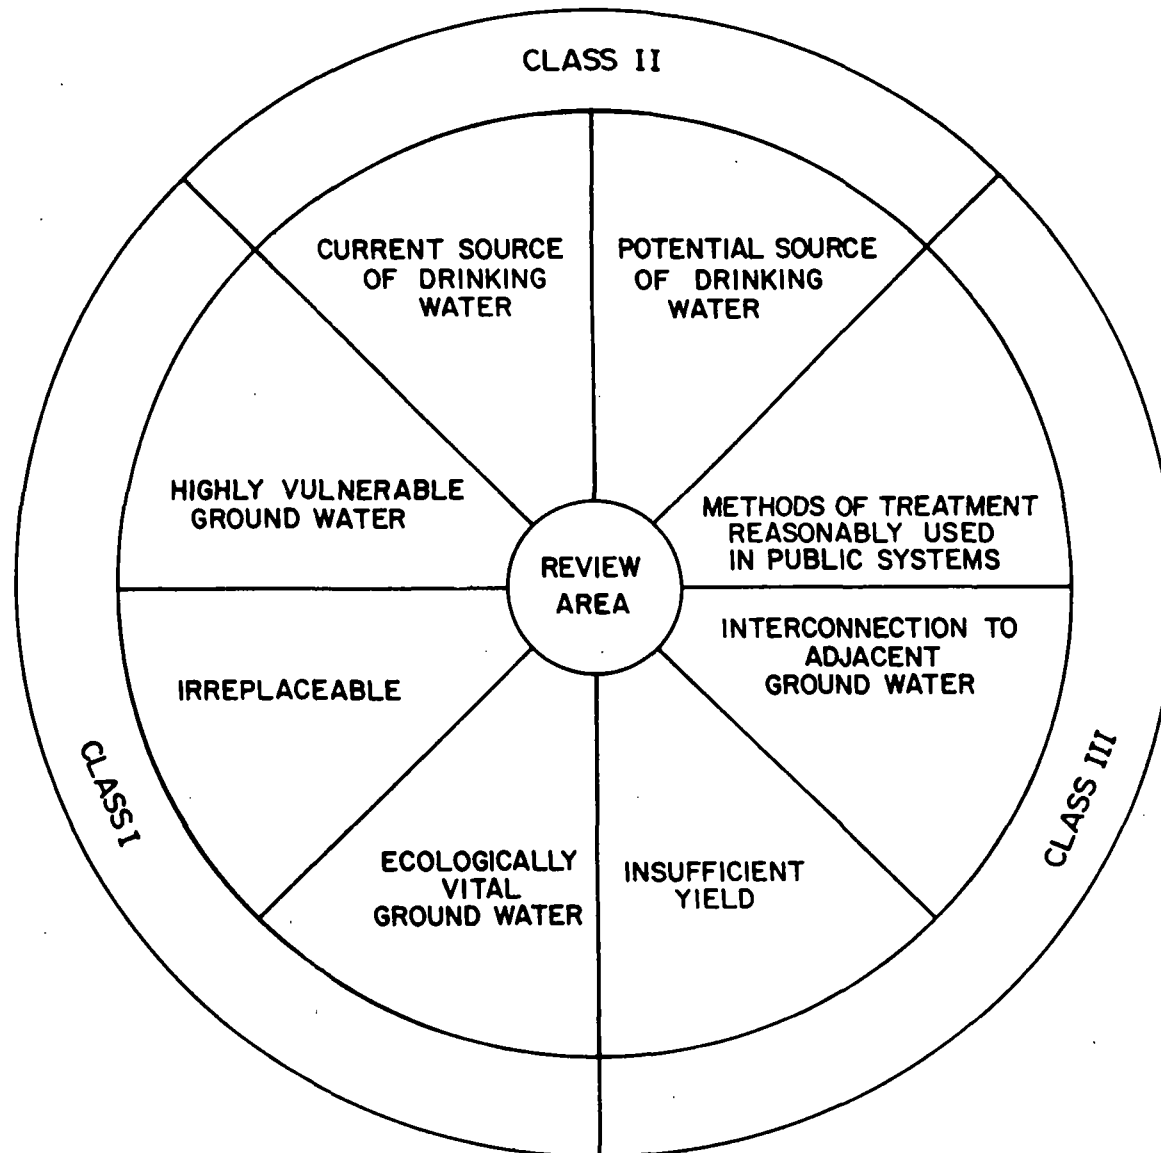 CLASS II
CURRENT SOURCE
OF DRINKING
WATER
POTENTIAL SOURCE
OF DRINKING
WATER
HIGHLY VULNERABLE
GROUND WATER
METHODS OF TREATMENT
REASONABLY USED
IN PUBLIC SYSTEMS
REVIEW
AREA
INTERCONNECTION TO
ADJACENT
GROUND WATER
IRREPLACEABLE
CLASS I
CLASS III
ECOLOGICALLY
VITAL
GROUND WATER
INSUFFICIENT
YIELD